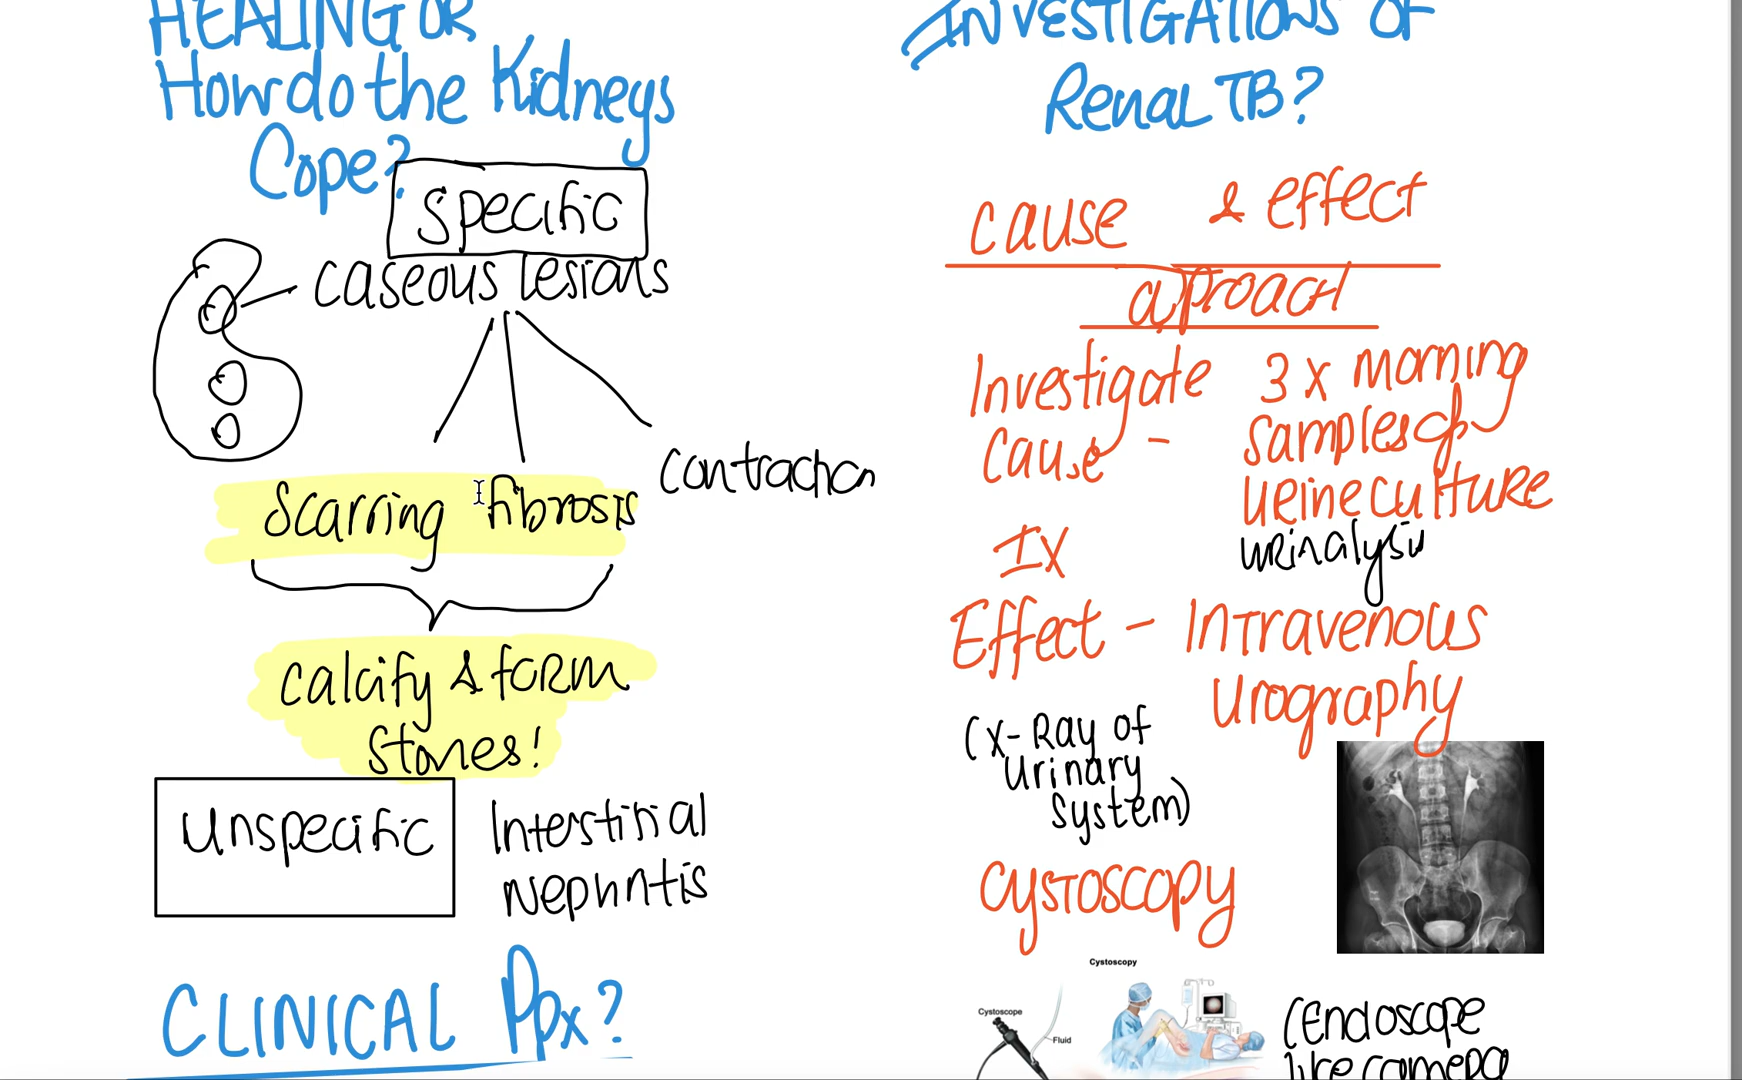 HEALING OR
How do the Kidneys
Cope?
Specific
caseous lesions
Scarring fibrosis
contraction
calcify & form
stones!
Unspecific
Interstitial
Nephritis
CLINICAL Ppx?
INVESTIGATIONS OF
Renal TB?
cause & effect
aproach
Investigate
cause -
3 x morning
samples of
urine culture
urinalysis
IX
Effect - Intravenous
Urography
(X-Ray of
Urinary
System)
Cystoscopy
Cystoscopy
Cystoscope
Fluid
(Endoscope
like camera